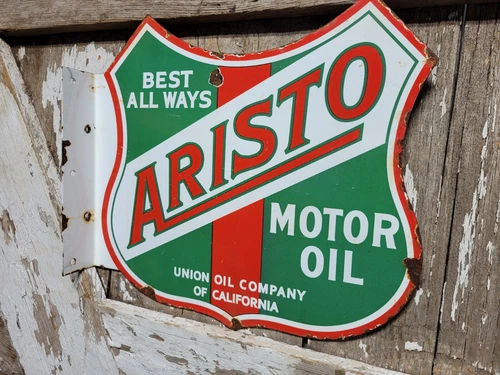 BEST
ALL WAYS
ARISTO
MOTOR
OIL
UNION OIL COMPANY
OF CALIFORNIA